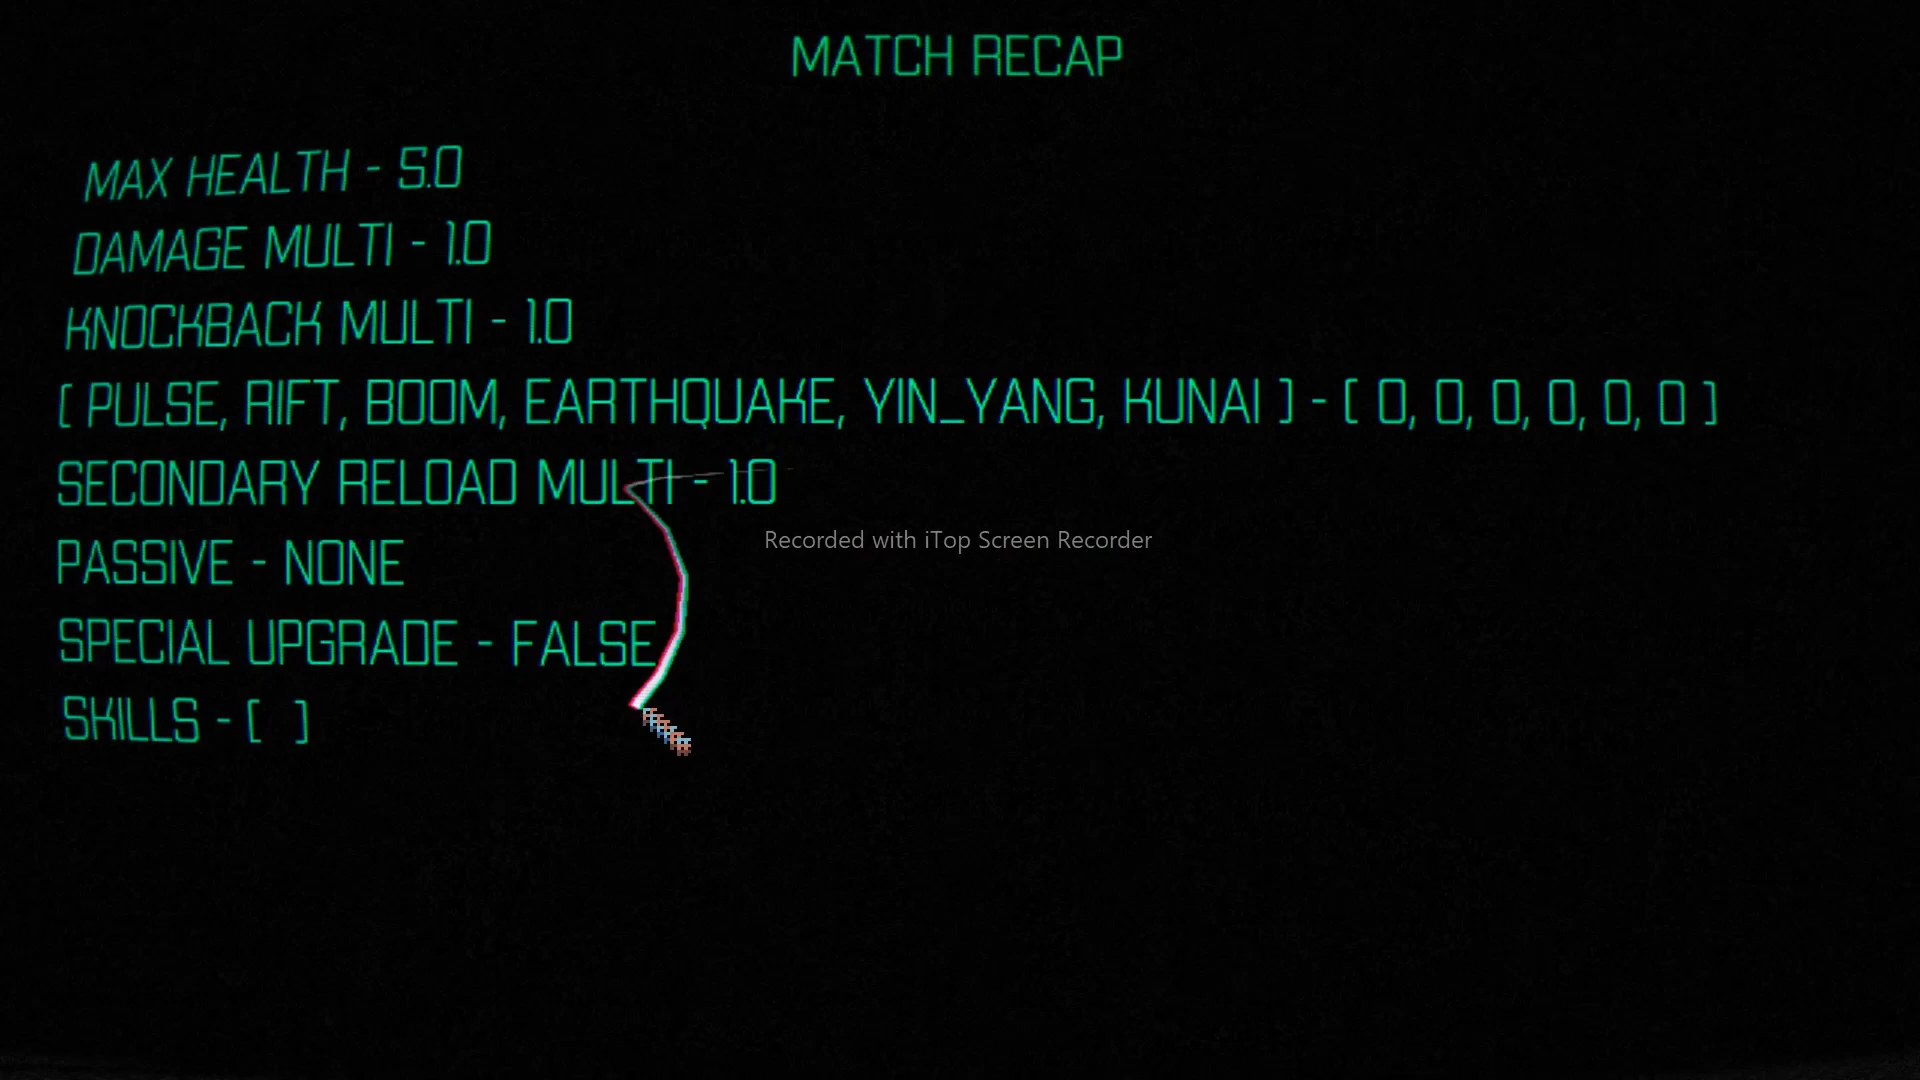 MATCH RECAP
MAX HEALTH - 5.0
DAMAGE MULTI - 1.0
KNOCKBACK MULTI - 1.0
[ PULSE, RIFT, BOOM, EARTHQUAKE, YIN_YANG, KUNAI ] - [ 0, 0, 0, 0, 0, 0 ]
SECONDARY RELOAD MULTI - 1.0
Recorded with iTop Screen Recorder
PASSIVE - NONE
SPECIAL UPGRADE - FALSE
SKILLS - [ ]